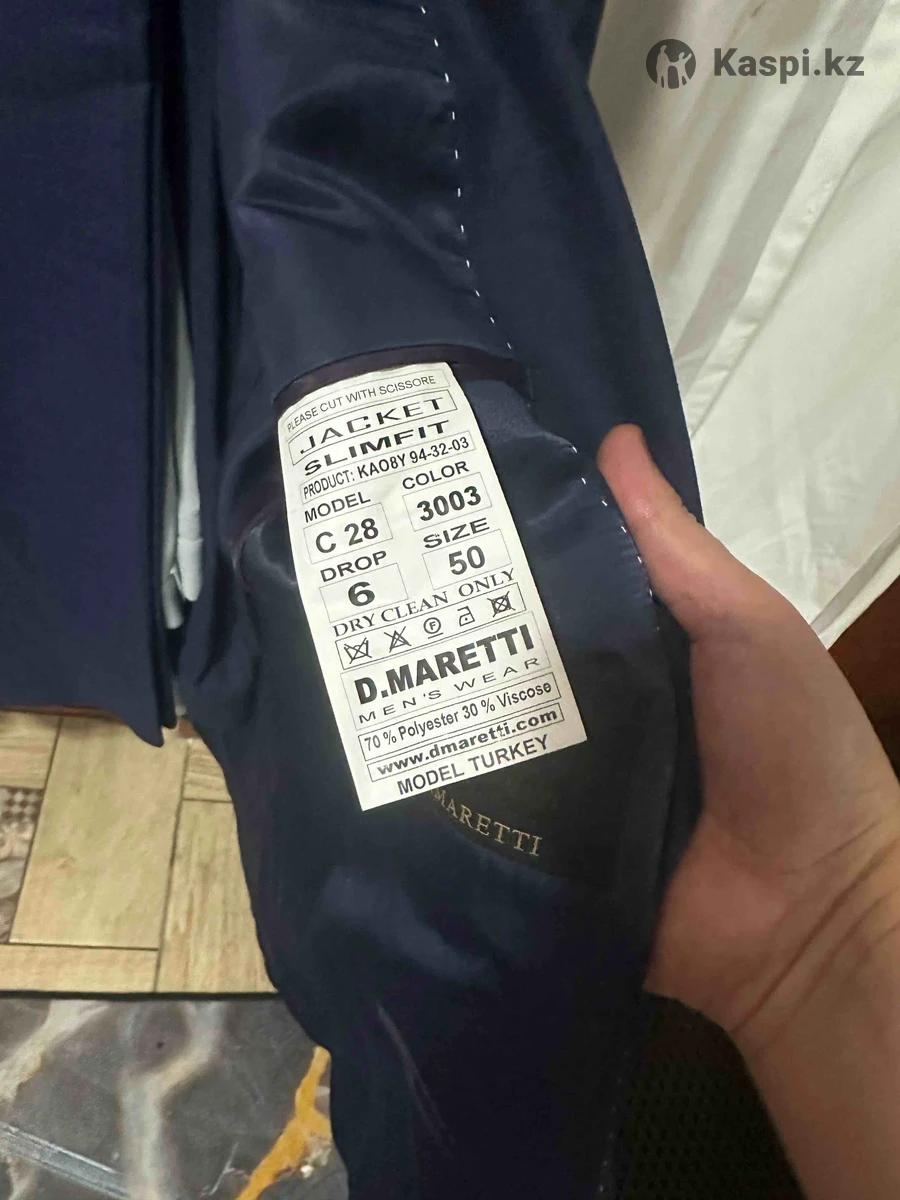 Kaspi.kz
PLEASE CUT WITH SCISSORE
JACKET
SLIMFIT
PRODUCT: KAO8Y 94-32-03
MODEL COLOR
C 28 3003
DROP SIZE
6 50
DRY CLEAN ONLY
D.MARETTI
MEN'S WEAR
70 % Polyester 30 % Viscose
www.dmaretti.com
MODEL TURKEY
MARETTI